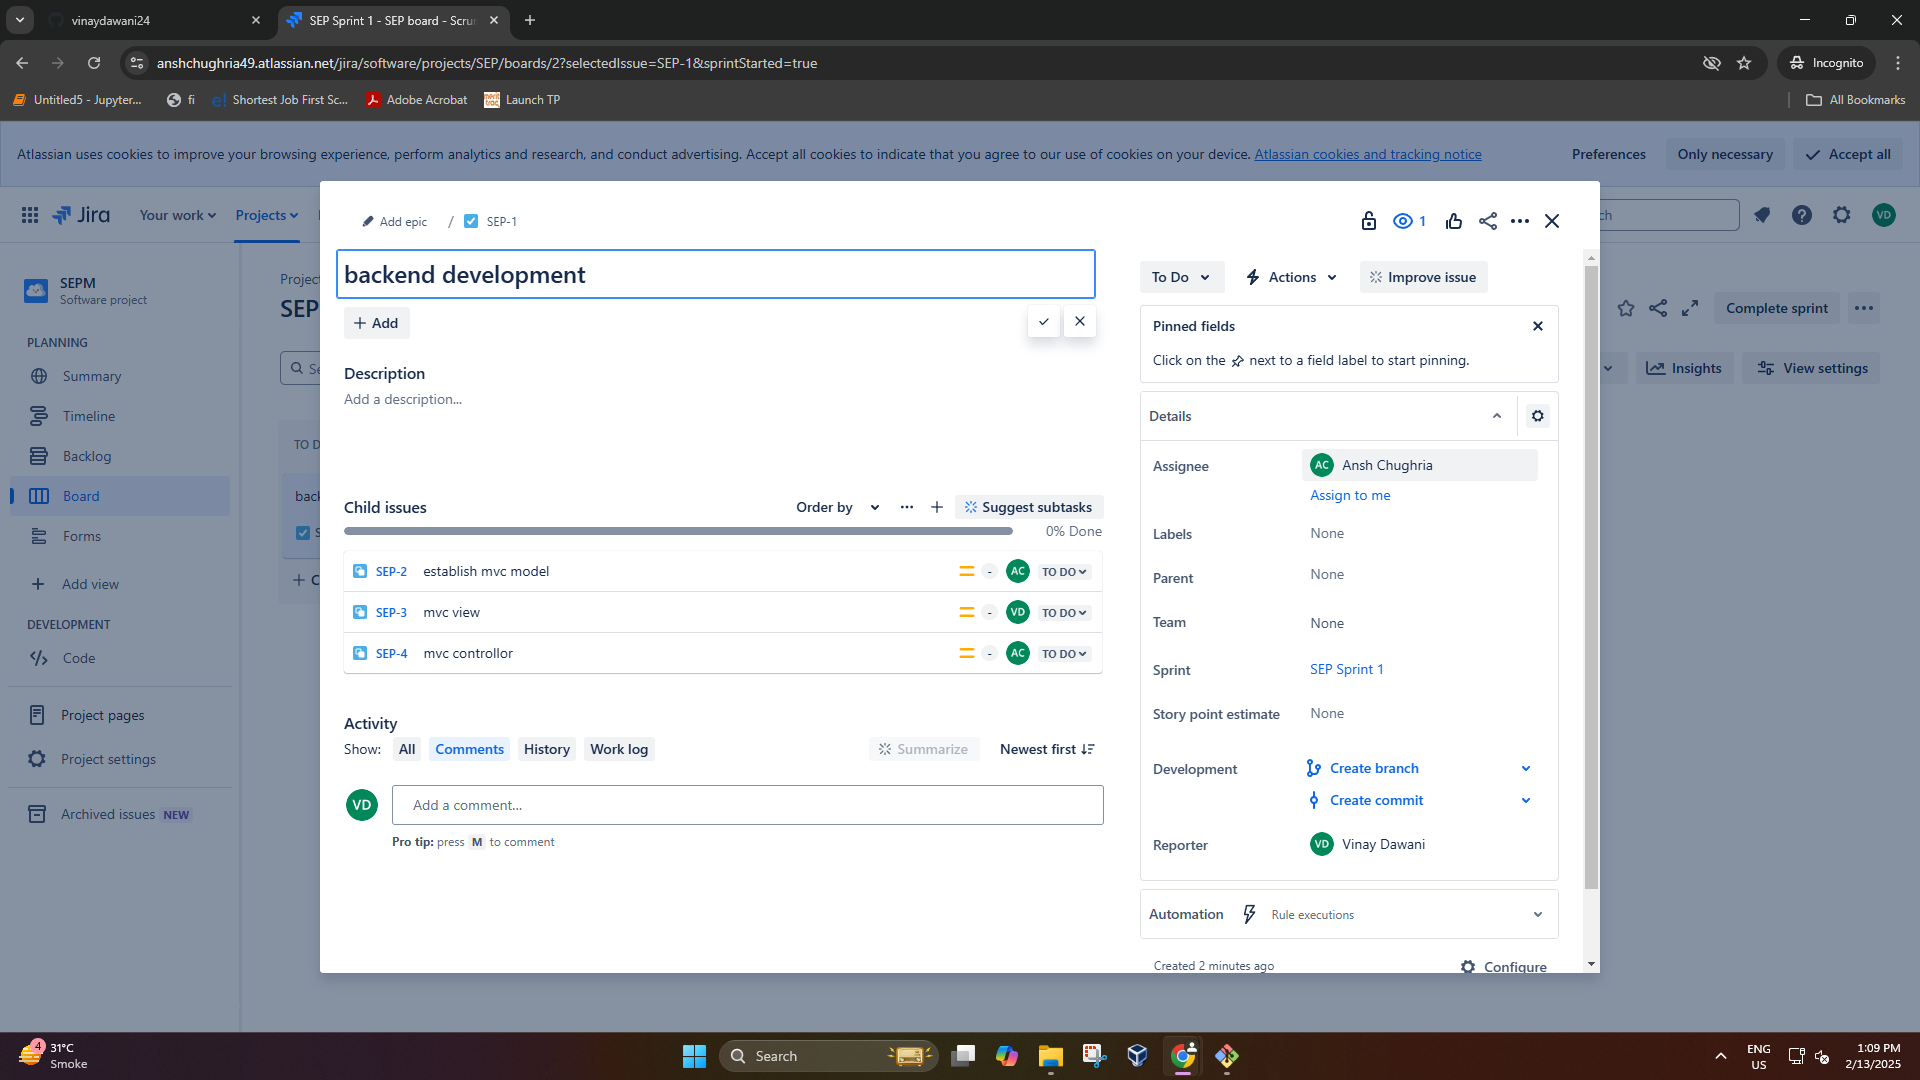 vinaydawani24
SEP Sprint 1 - SEP board - Scru
anshchughria49.atlassian.net/jira/software/projects/SEP/boards/2?selectedIssue=SEP-1&sprintStarted=true
Incognito
Untitled5 - Jupyter...
fi
Shortest Job First Sc...
Adobe Acrobat
Launch TP
All Bookmarks
Atlassian uses cookies to improve your browsing experience, perform analytics and research, and conduct advertising. Accept all cookies to indicate that you agree to our use of cookies on your device. Atlassian cookies and tracking notice
Preferences
Only necessary
Accept all
Jira
Your work
Projects
ch
VD
SEPM
Software project
PLANNING
Summary
Timeline
Backlog
Board
Forms
Add view
DEVELOPMENT
Code
Project pages
Project settings
Archived issues NEW
Project
SEP
Se
TO D
back
S
+ C
Complete sprint
Insights
View settings
Add epic / SEP-1
1
backend development
+ Add
Description
Add a description...
Child issues
Order by
Suggest subtasks
0% Done
SEP-2 establish mvc model - AC TO DO
SEP-3 mvc view - VD TO DO
SEP-4 mvc controllor - AC TO DO
Activity
Show: All Comments History Work log
Summarize
Newest first
VD
Add a comment...
Pro tip: press M to comment
To Do
Actions
Improve issue
Pinned fields
Click on the next to a field label to start pinning.
Details
Assignee
AC Ansh Chughria
Assign to me
Labels
None
Parent
None
Team
None
Sprint
SEP Sprint 1
Story point estimate
None
Development
Create branch
Create commit
Reporter
VD Vinay Dawani
Automation
Rule executions
Created 2 minutes ago
Configure
4
31°C
Smoke
Search
ENG
US
1:09 PM
2/13/2025